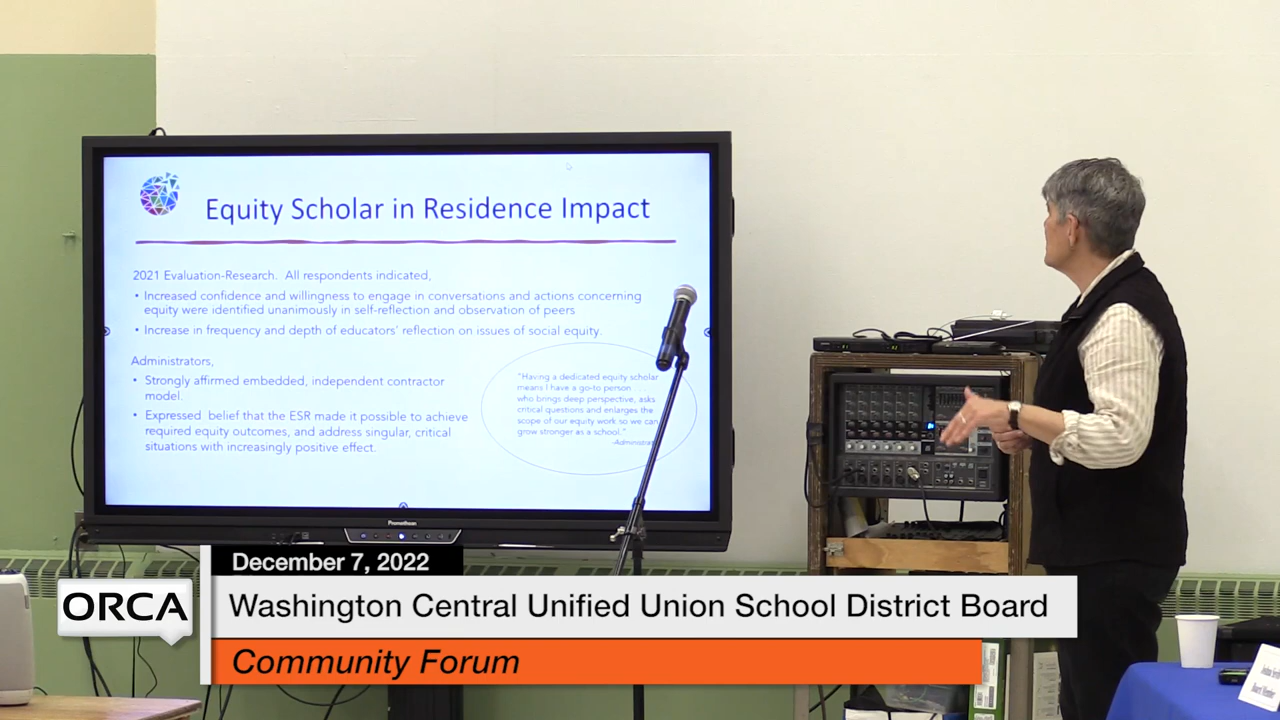 Equity Scholar in Residence Impact
2021 Evaluation-Research. All respondents indicated,
• Increased confidence and willingness to engage in conversations and actions concerning
equity were identified unanimously in self-reflection and observation of peers
• Increase in frequency and depth of educators' reflection on issues of social equity.
Administrators,
• Strongly affirmed embedded, independent contractor
model.
• Expressed belief that the ESR made it possible to achieve
required equity outcomes, and address singular, critical
situations with increasingly positive effect.
"Having a dedicated equity scholar
means I have a go-to person . . .
who brings deep perspective, asks
critical questions and enlarges the
scope of our equity work so we can
grow stronger as a school."
Promethean
December 7, 2022
ORCA
Washington Central Unified Union School District Board
Community Forum
Board Member